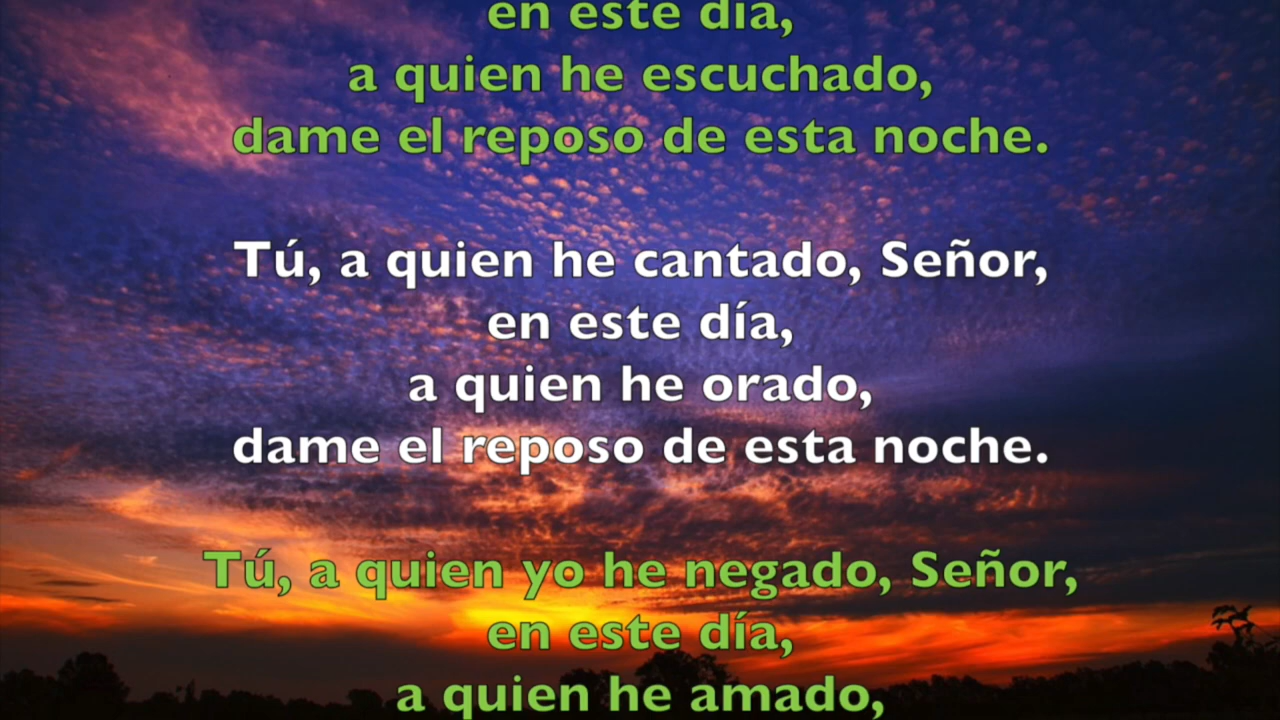 en este día,
a quien he escuchado,
dame el reposo de esta noche.
Tú, a quien he cantado, Señor,
en este día,
a quien he orado,
dame el reposo de esta noche.
Tú, a quien yo he negado, Señor,
en este día,
a quien he amado,